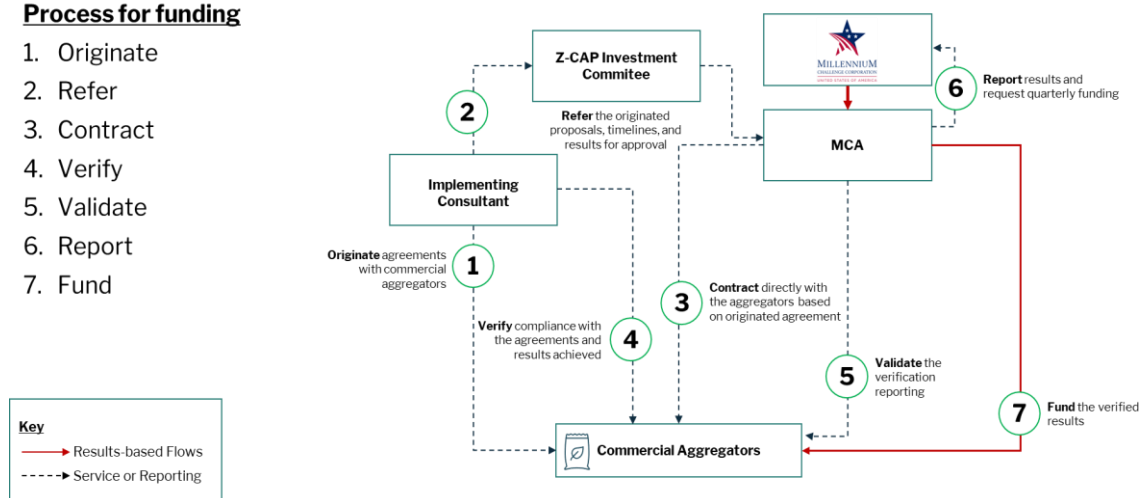 Process for funding
1. Originate
2. Refer
3. Contract
4. Verify
5. Validate
6. Report
7. Fund
Z-CAP Investment
Commitee
MILLENNIUM
CHALLENGE CORPORATION
UNITED STATES OF AMERICA
6
Report results and
request quarterly funding
2
Refer the originated
proposals, timelines, and
results for approval
MCA
Implementing
Consultant
Originate agreements
with commercial
aggregators
1
3
Contract directly with
the aggregators based
on originated agreement
Verify compliance with
the agreements and
results achieved
4
5
Validate the
verification
reporting
7
Fund the verified
results
Commercial Aggregators
Key
Results-based Flows
Service or Reporting